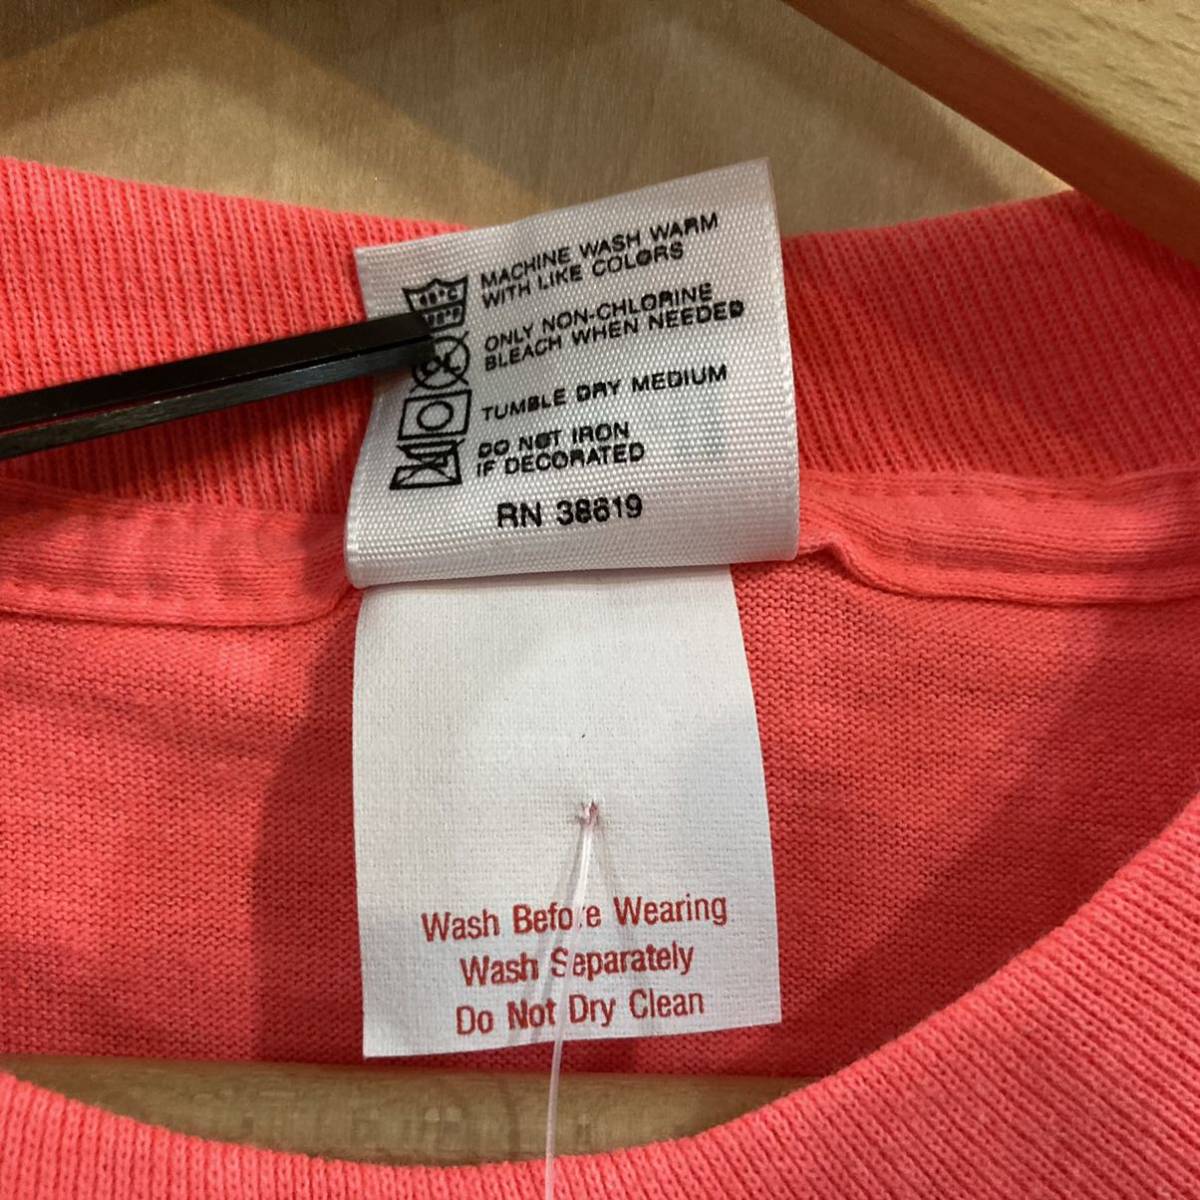 MACHINE WASH WARM
WITH LIKE COLORS
ONLY NON-CHLORINE
BLEACH WHEN NEEDED
TUMBLE DRY MEDIUM
DO NOT IRON
IF DECORATED
RN 38619
Wash Before Wearing
Wash Separately
Do Not Dry Clean